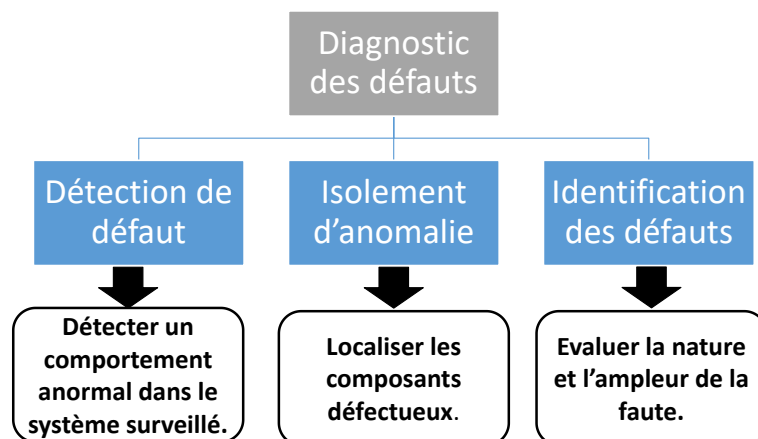 Diagnostic
des défauts
Détection de
défaut
Isolement
d’anomalie
Identification
des défauts
Détecter un
comportement
anormal dans le
système surveillé.
Localiser les
composants
défectueux.
Evaluer la nature
et l’ampleur de la
faute.